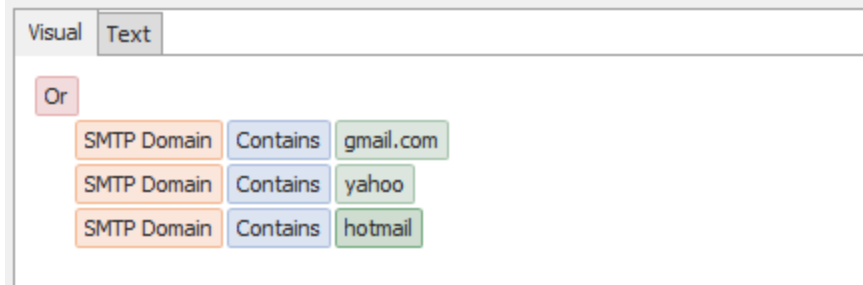 Visual Text
Or
SMTP Domain Contains gmail.com
SMTP Domain Contains yahoo
SMTP Domain Contains hotmail